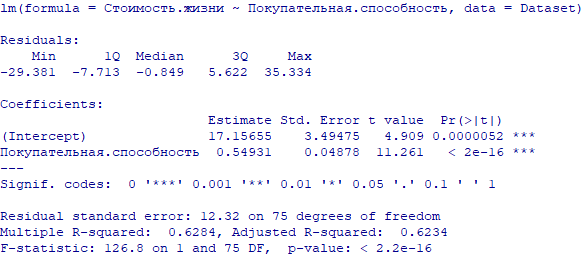 lm(formula = Стоимость.жизни ~ Покупательная.способность, data = Dataset)
Residuals:
Min 1Q Median 3Q Max
-29.381 -7.713 -0.849 5.622 35.334
Coefficients:
Estimate Std. Error t value Pr(>|t|)
(Intercept) 17.15655 3.49475 4.909 0.0000052 ***
Покупательная.способность 0.54931 0.04878 11.261 < 2e-16 ***
---
Signif. codes: 0 '***' 0.001 '**' 0.01 '*' 0.05 '.' 0.1 ' ' 1
Residual standard error: 12.32 on 75 degrees of freedom
Multiple R-squared: 0.6284, Adjusted R-squared: 0.6234
F-statistic: 126.8 on 1 and 75 DF, p-value: < 2.2e-16